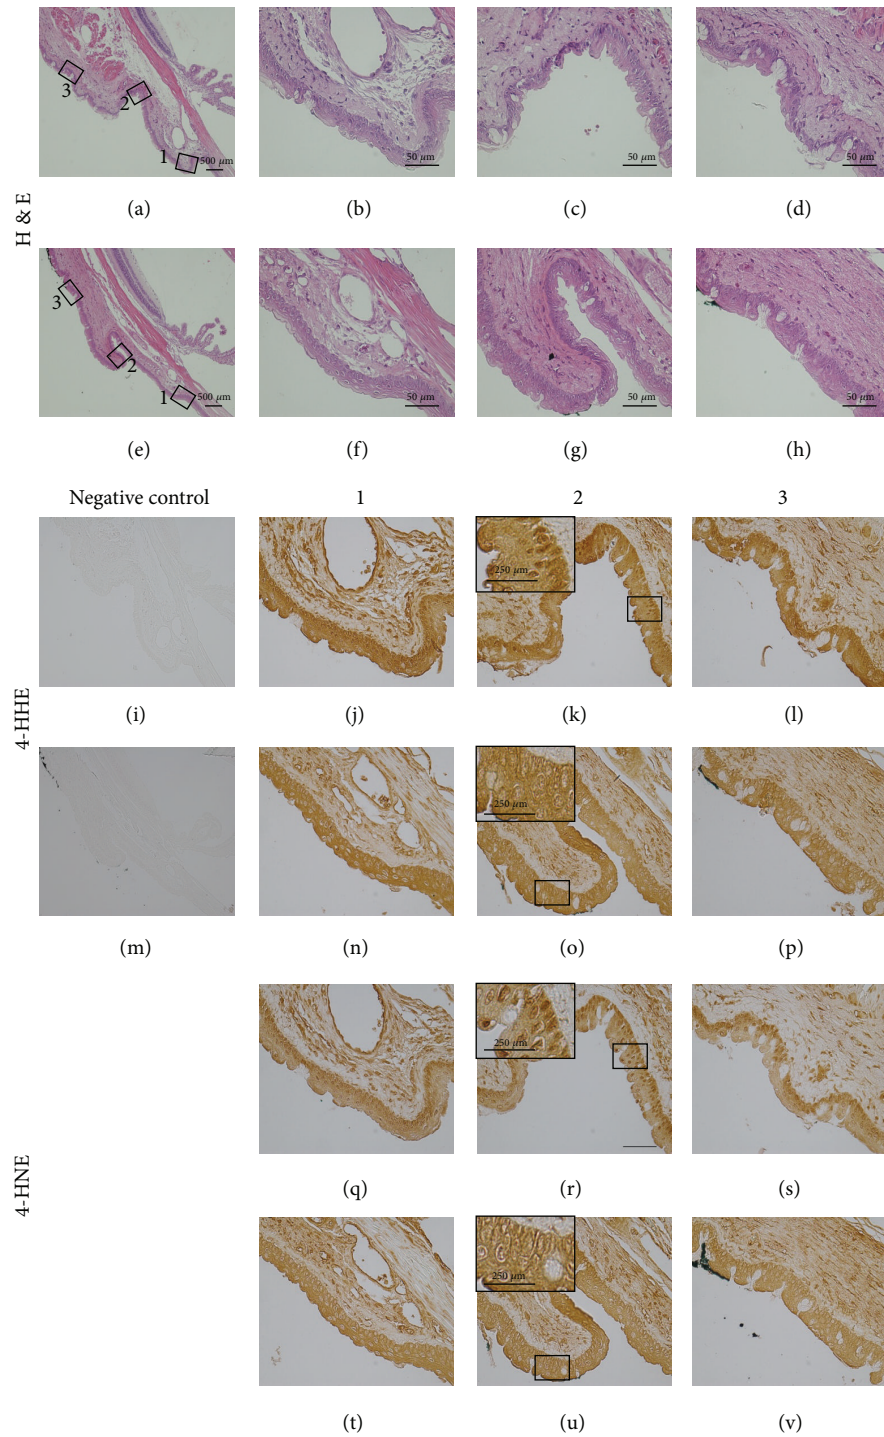 3
2
1
500 µm
50 µm
50 µm
50 µm
(a)
(b)
(c)
(d)
H & E
3
2
1
500 µm
50 µm
50 µm
50 µm
(e)
(f)
(g)
(h)
Negative control
1
2
3
250 µm
(i)
(j)
(k)
(l)
4-HHE
250 µm
(m)
(n)
(o)
(p)
250 µm
(q)
(r)
(s)
4-HNE
250 µm
(t)
(u)
(v)